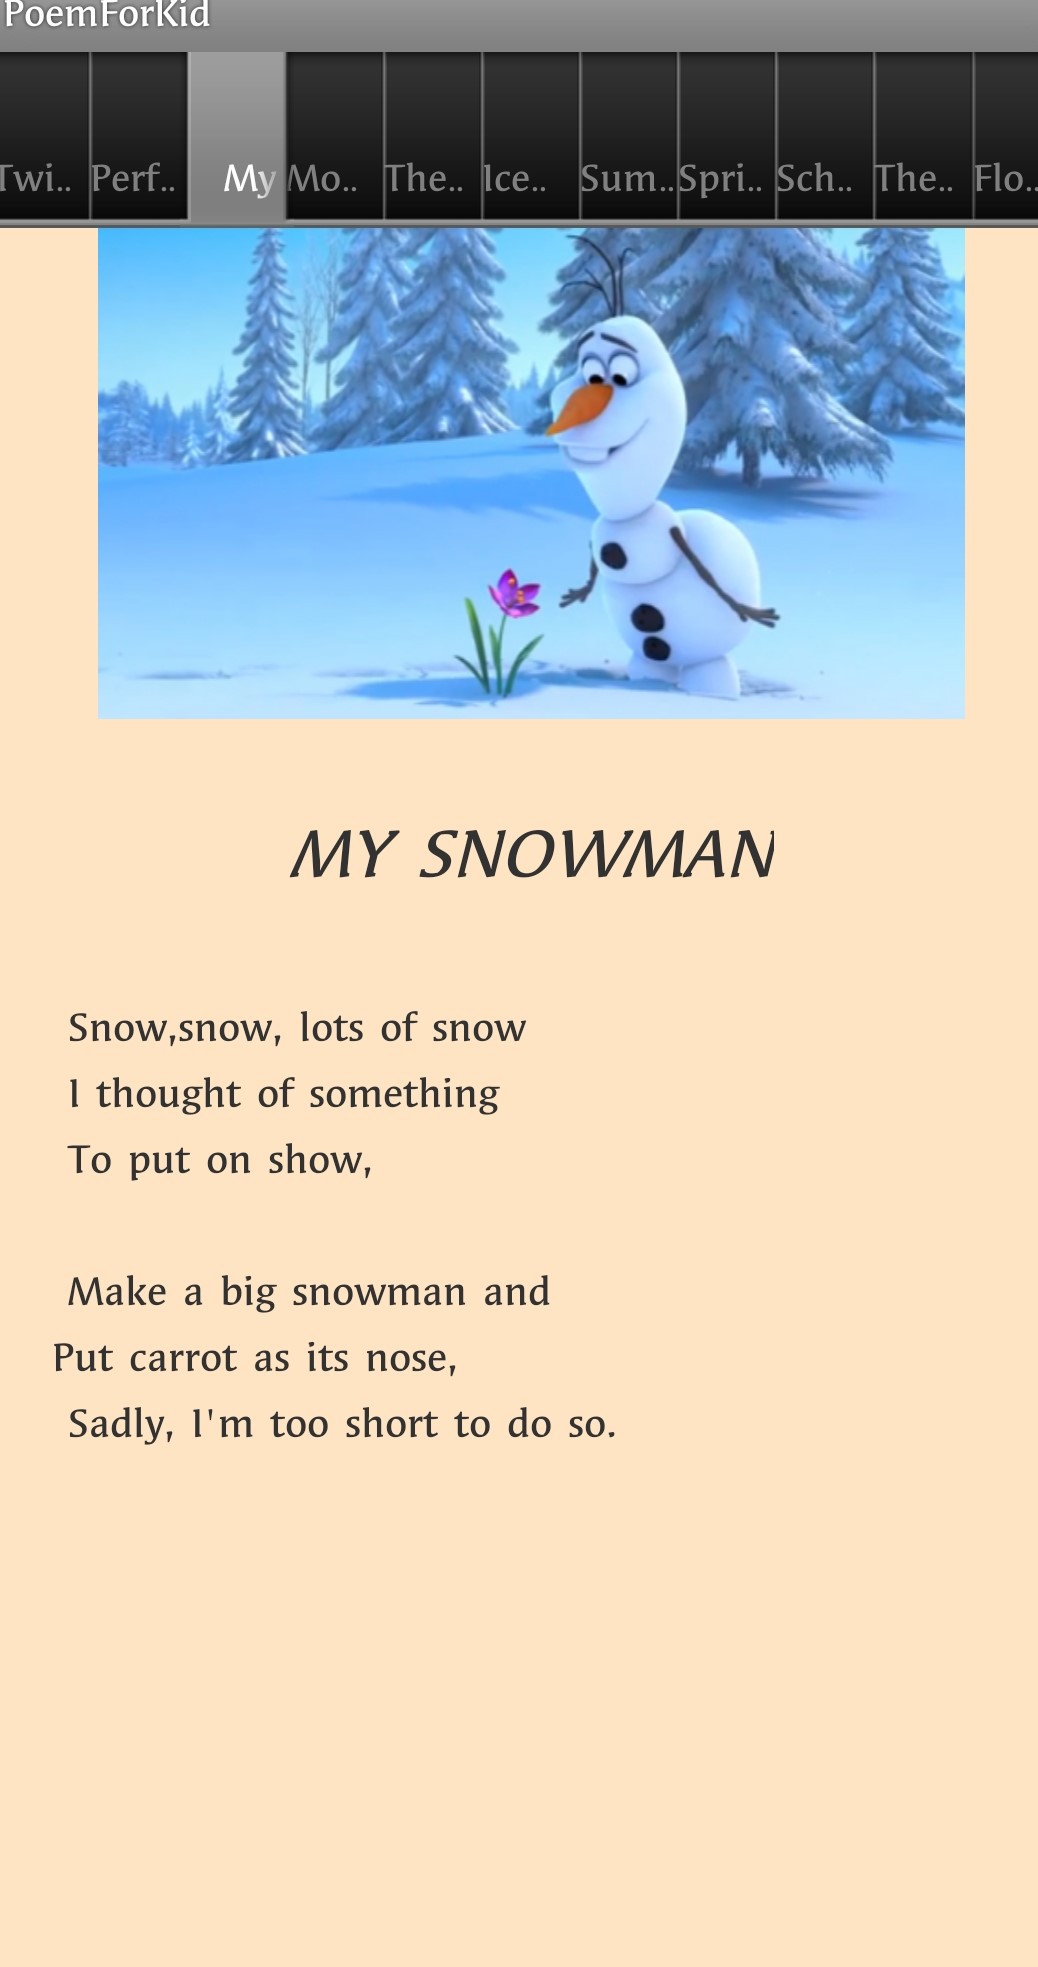 PoemForKid
Twi.. Perf.. My Mo.. The.. Ice.. Sum.. Spri.. Sch.. The.. Flo..
MY SNOWMAN
Snow,snow, lots of snow
I thought of something
To put on show,
Make a big snowman and
Put carrot as its nose,
Sadly, I'm too short to do so.